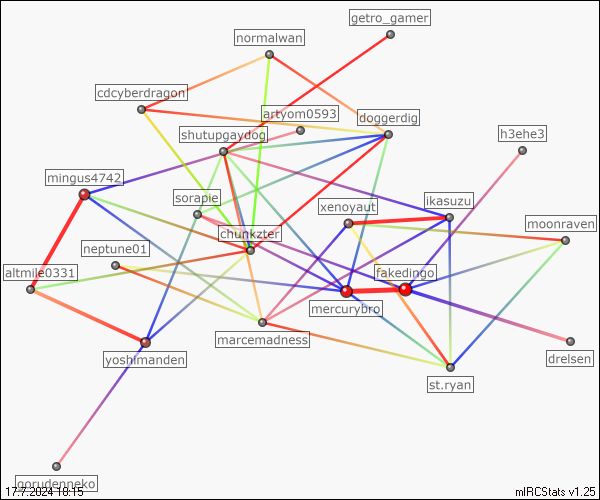 getro_gamer
normalwan
cdcyberdragon
artyom0593
doggerdig
shutupgaydog
h3ehe3
mingus4742
sorapie
xenoyaut
ikasuzu
moonraven
chunkzter
neptune01
altmile0331
fakedingo
mercurybro
marcemadness
yoshimanden
drelsen
st.ryan
gorudenneko
17.7.2024 18:15
mIRCStats v1.25